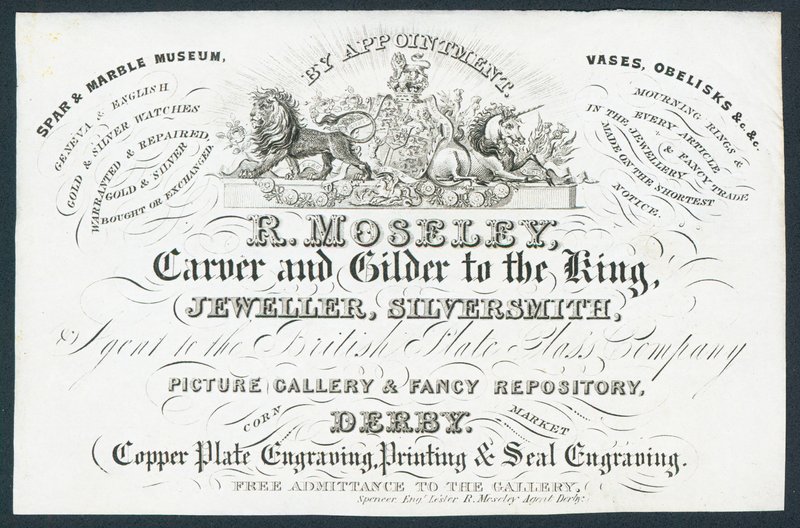 BY APPOINTMENT.
SPAR & MARBLE MUSEUM,
GENEVA & ENGLISH
GOLD & SILVER WATCHES
WARRANTED & REPAIRED,
GOLD & SILVER
BOUGHT OR EXCHANGED
VASES, OBELISKS &c. &c.
MOURNING RINGS &
EVERY ARTICLE
IN THE JEWELLERY & FANCY TRADE
MADE ON THE SHORTEST
NOTICE.
R. MOSELEY,
Carver and Gilder to the King,
JEWELLER, SILVERSMITH,
& Agent to the British Plate Glass Company
PICTURE GALLERY & FANCY REPOSITORY,
CORN MARKET
DERBY.
Copper Plate Engraving, Printing & Seal Engraving.
FREE ADMITTANCE TO THE GALLERY,
Spencer Engr. R. Moseley Agent Derby.